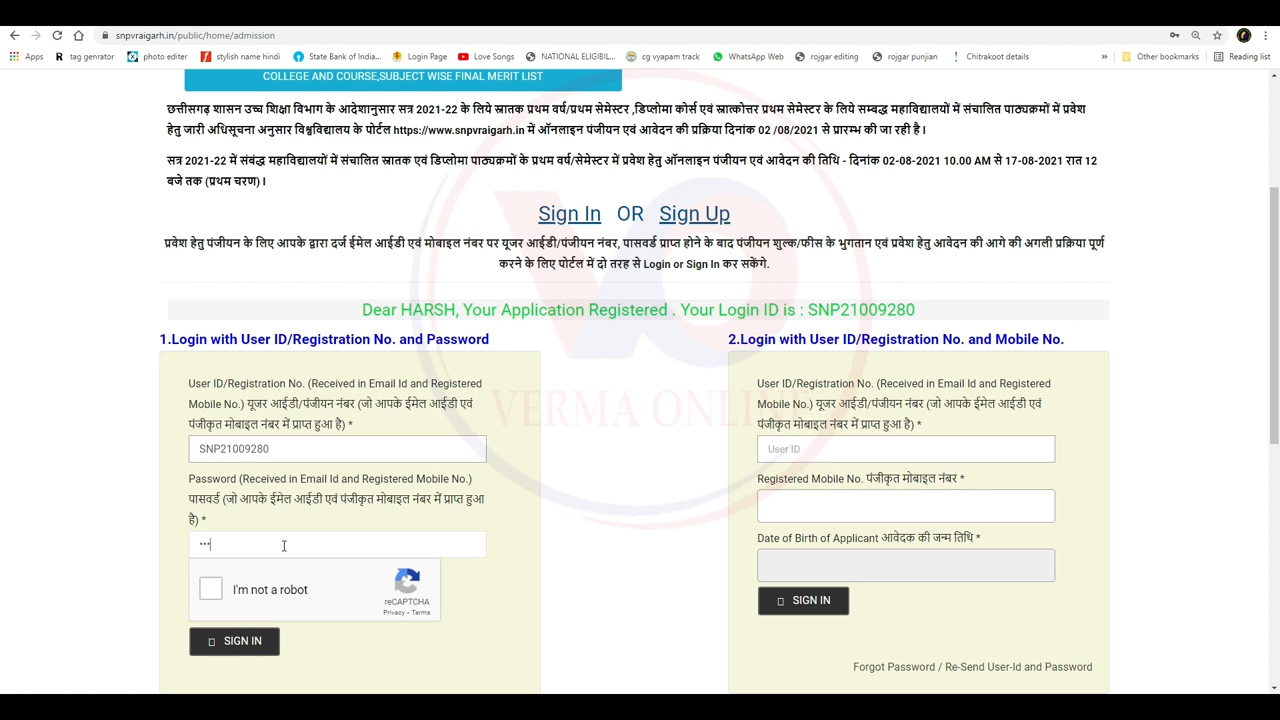 snpvraigarh.in/public/home/admission
Apps tag genrator photo editer stylish name hindi State Bank of India... Login Page Love Songs NATIONAL ELIGIBIL... cg vyapam track WhatsApp Web rojgar editing rojgar punjian Chitrakoot details » Other bookmarks Reading list
COLLEGE AND COURSE,SUBJECT WISE FINAL MERIT LIST
छत्तीसगढ़ शासन उच्च शिक्षा विभाग के आदेशानुसार सत्र 2021-22 के लिये स्नातक प्रथम वर्ष/प्रथम सेमेस्टर ,डिप्लोमा कोर्स एवं स्नात्कोत्तर प्रथम सेमेस्टर के लिये सम्बद्ध महाविद्यालयों में संचालित पाठ्यक्रमों में प्रवेश
हेतु जारी अधिसूचना अनुसार विश्वविद्यालय के पोर्टल https://www.snpvraigarh.in में ऑनलाइन पंजीयन एवं आवेदन की प्रक्रिया दिनांक 02 /08/2021 से प्रारम्भ की जा रही है।
सत्र 2021-22 में संबंद्ध महाविद्यालयों में संचालित स्नातक एवं डिप्लोमा पाठ्यक्रमों के प्रथम वर्ष/सेमेस्टर में प्रवेश हेतु ऑनलाइन पंजीयन एवं आवेदन की तिथि - दिनांक 02-08-2021 10.00 AM से 17-08-2021 रात 12
बजे तक (प्रथम चरण)।
Sign In OR Sign Up
प्रवेश हेतु पंजीयन के लिए आपके द्वारा दर्ज ईमेल आईडी एवं मोबाइल नंबर पर यूजर आईडी/पंजीयन नंबर, पासवर्ड प्राप्त होने के बाद पंजीयन शुल्क/फीस के भुगतान एवं प्रवेश हेतु आवेदन की आगे की अगली प्रक्रिया पूर्ण
करने के लिए पोर्टल में दो तरह से Login or Sign In कर सकेंगे.
Dear HARSH, Your Application Registered . Your Login ID is : SNP21009280
1.Login with User ID/Registration No. and Password
User ID/Registration No. (Received in Email Id and Registered
Mobile No.) यूजर आईडी/पंजीयन नंबर (जो आपके ईमेल आईडी एवं
पंजीकृत मोबाइल नंबर में प्राप्त हुआ है) *
SNP21009280
Password (Received in Email Id and Registered Mobile No.)
पासवर्ड (जो आपके ईमेल आईडी एवं पंजीकृत मोबाइल नंबर में प्राप्त हुआ
है) *
•••
I'm not a robot
reCAPTCHA
Privacy - Terms
SIGN IN
2.Login with User ID/Registration No. and Mobile No.
User ID/Registration No. (Received in Email Id and Registered
Mobile No.) यूजर आईडी/पंजीयन नंबर (जो आपके ईमेल आईडी एवं
पंजीकृत मोबाइल नंबर में प्राप्त हुआ है) *
User ID
Registered Mobile No. पंजीकृत मोबाइल नंबर *
Date of Birth of Applicant आवेदक की जन्म तिथि *
SIGN IN
Forgot Password / Re-Send User-Id and Password
VERMA ONLINE